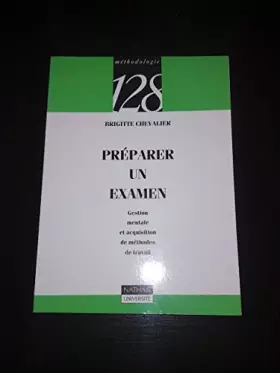 méthodologie
128
BRIGITTE CHEVALIER
PRÉPARER
UN
EXAMEN
Gestion
mentale
et acquisition
de méthodes
de travail
NATHAN
UNIVERSITÉ